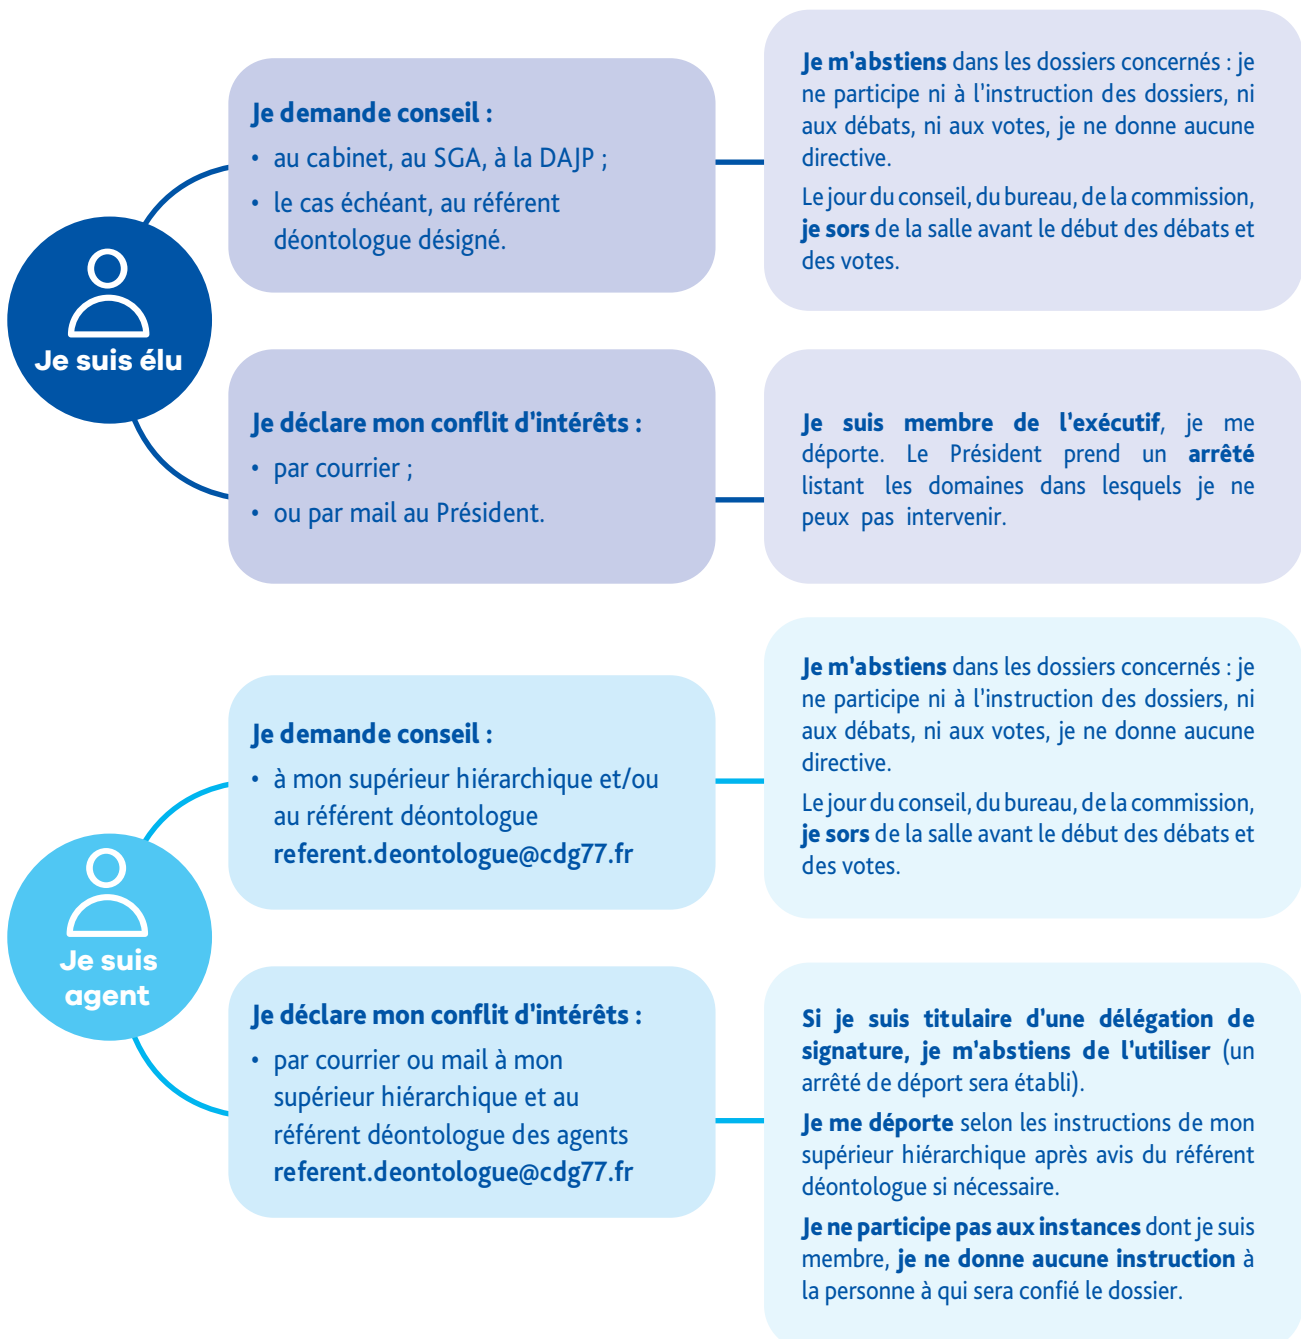 Je suis élu
Je demande conseil :
• au cabinet, au SGA, à la DAJP ;
• le cas échéant, au référent
déontologue désigné.
Je m'abstiens dans les dossiers concernés : je
ne participe ni à l'instruction des dossiers, ni
aux débats, ni aux votes, je ne donne aucune
directive.
Le jour du conseil, du bureau, de la commission,
je sors de la salle avant le début des débats et
des votes.
Je déclare mon conflit d'intérêts :
• par courrier ;
• ou par mail au Président.
Je suis membre de l'exécutif, je me
déporte. Le Président prend un arrêté
listant les domaines dans lesquels je ne
peux pas intervenir.
Je suis
agent
Je demande conseil :
• à mon supérieur hiérarchique et/ou
au référent déontologue
referent.deontologue@cdg77.fr
Je m'abstiens dans les dossiers concernés : je
ne participe ni à l'instruction des dossiers, ni
aux débats, ni aux votes, je ne donne aucune
directive.
Le jour du conseil, du bureau, de la commission,
je sors de la salle avant le début des débats et
des votes.
Je déclare mon conflit d'intérêts :
• par courrier ou mail à mon
supérieur hiérarchique et au
référent déontologue des agents
referent.deontologue@cdg77.fr
Si je suis titulaire d'une délégation de
signature, je m'abstiens de l'utiliser (un
arrêté de déport sera établi).
Je me déporte selon les instructions de mon
supérieur hiérarchique après avis du référent
déontologue si nécessaire.
Je ne participe pas aux instances dont je suis
membre, je ne donne aucune instruction à
la personne à qui sera confié le dossier.